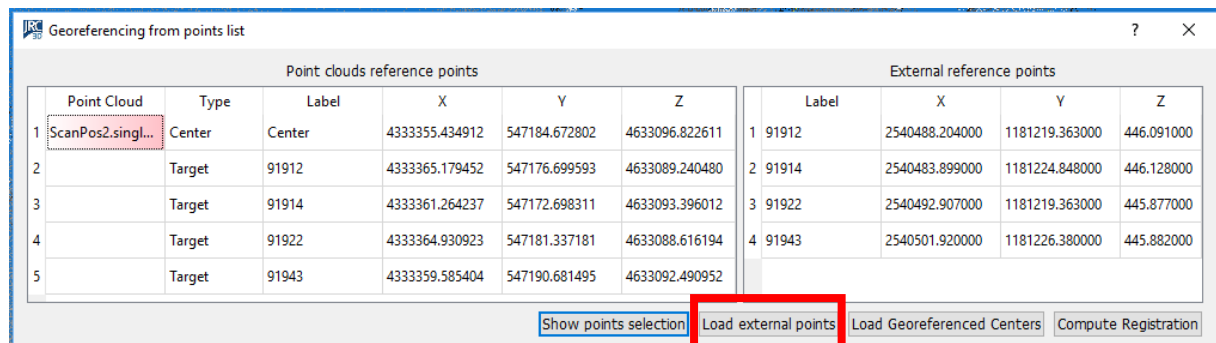 JRC 3D Georeferencing from points list ? ×
Point clouds reference points External reference points
Point Cloud Type Label X Y Z Label X Y Z
1 ScanPos2.singl... Center Center 4333355.434912 547184.672802 4633096.822611 1 91912 2540488.204000 1181219.363000 446.091000
2 Target 91912 4333365.179452 547176.699593 4633089.240480 2 91914 2540483.899000 1181224.848000 446.128000
3 Target 91914 4333361.264237 547172.698311 4633093.396012 3 91922 2540492.907000 1181219.363000 445.877000
4 Target 91922 4333364.930923 547181.337181 4633088.616194 4 91943 2540501.920000 1181226.380000 445.882000
5 Target 91943 4333359.585404 547190.681495 4633092.490952
Show points selection Load external points Load Georeferenced Centers Compute Registration